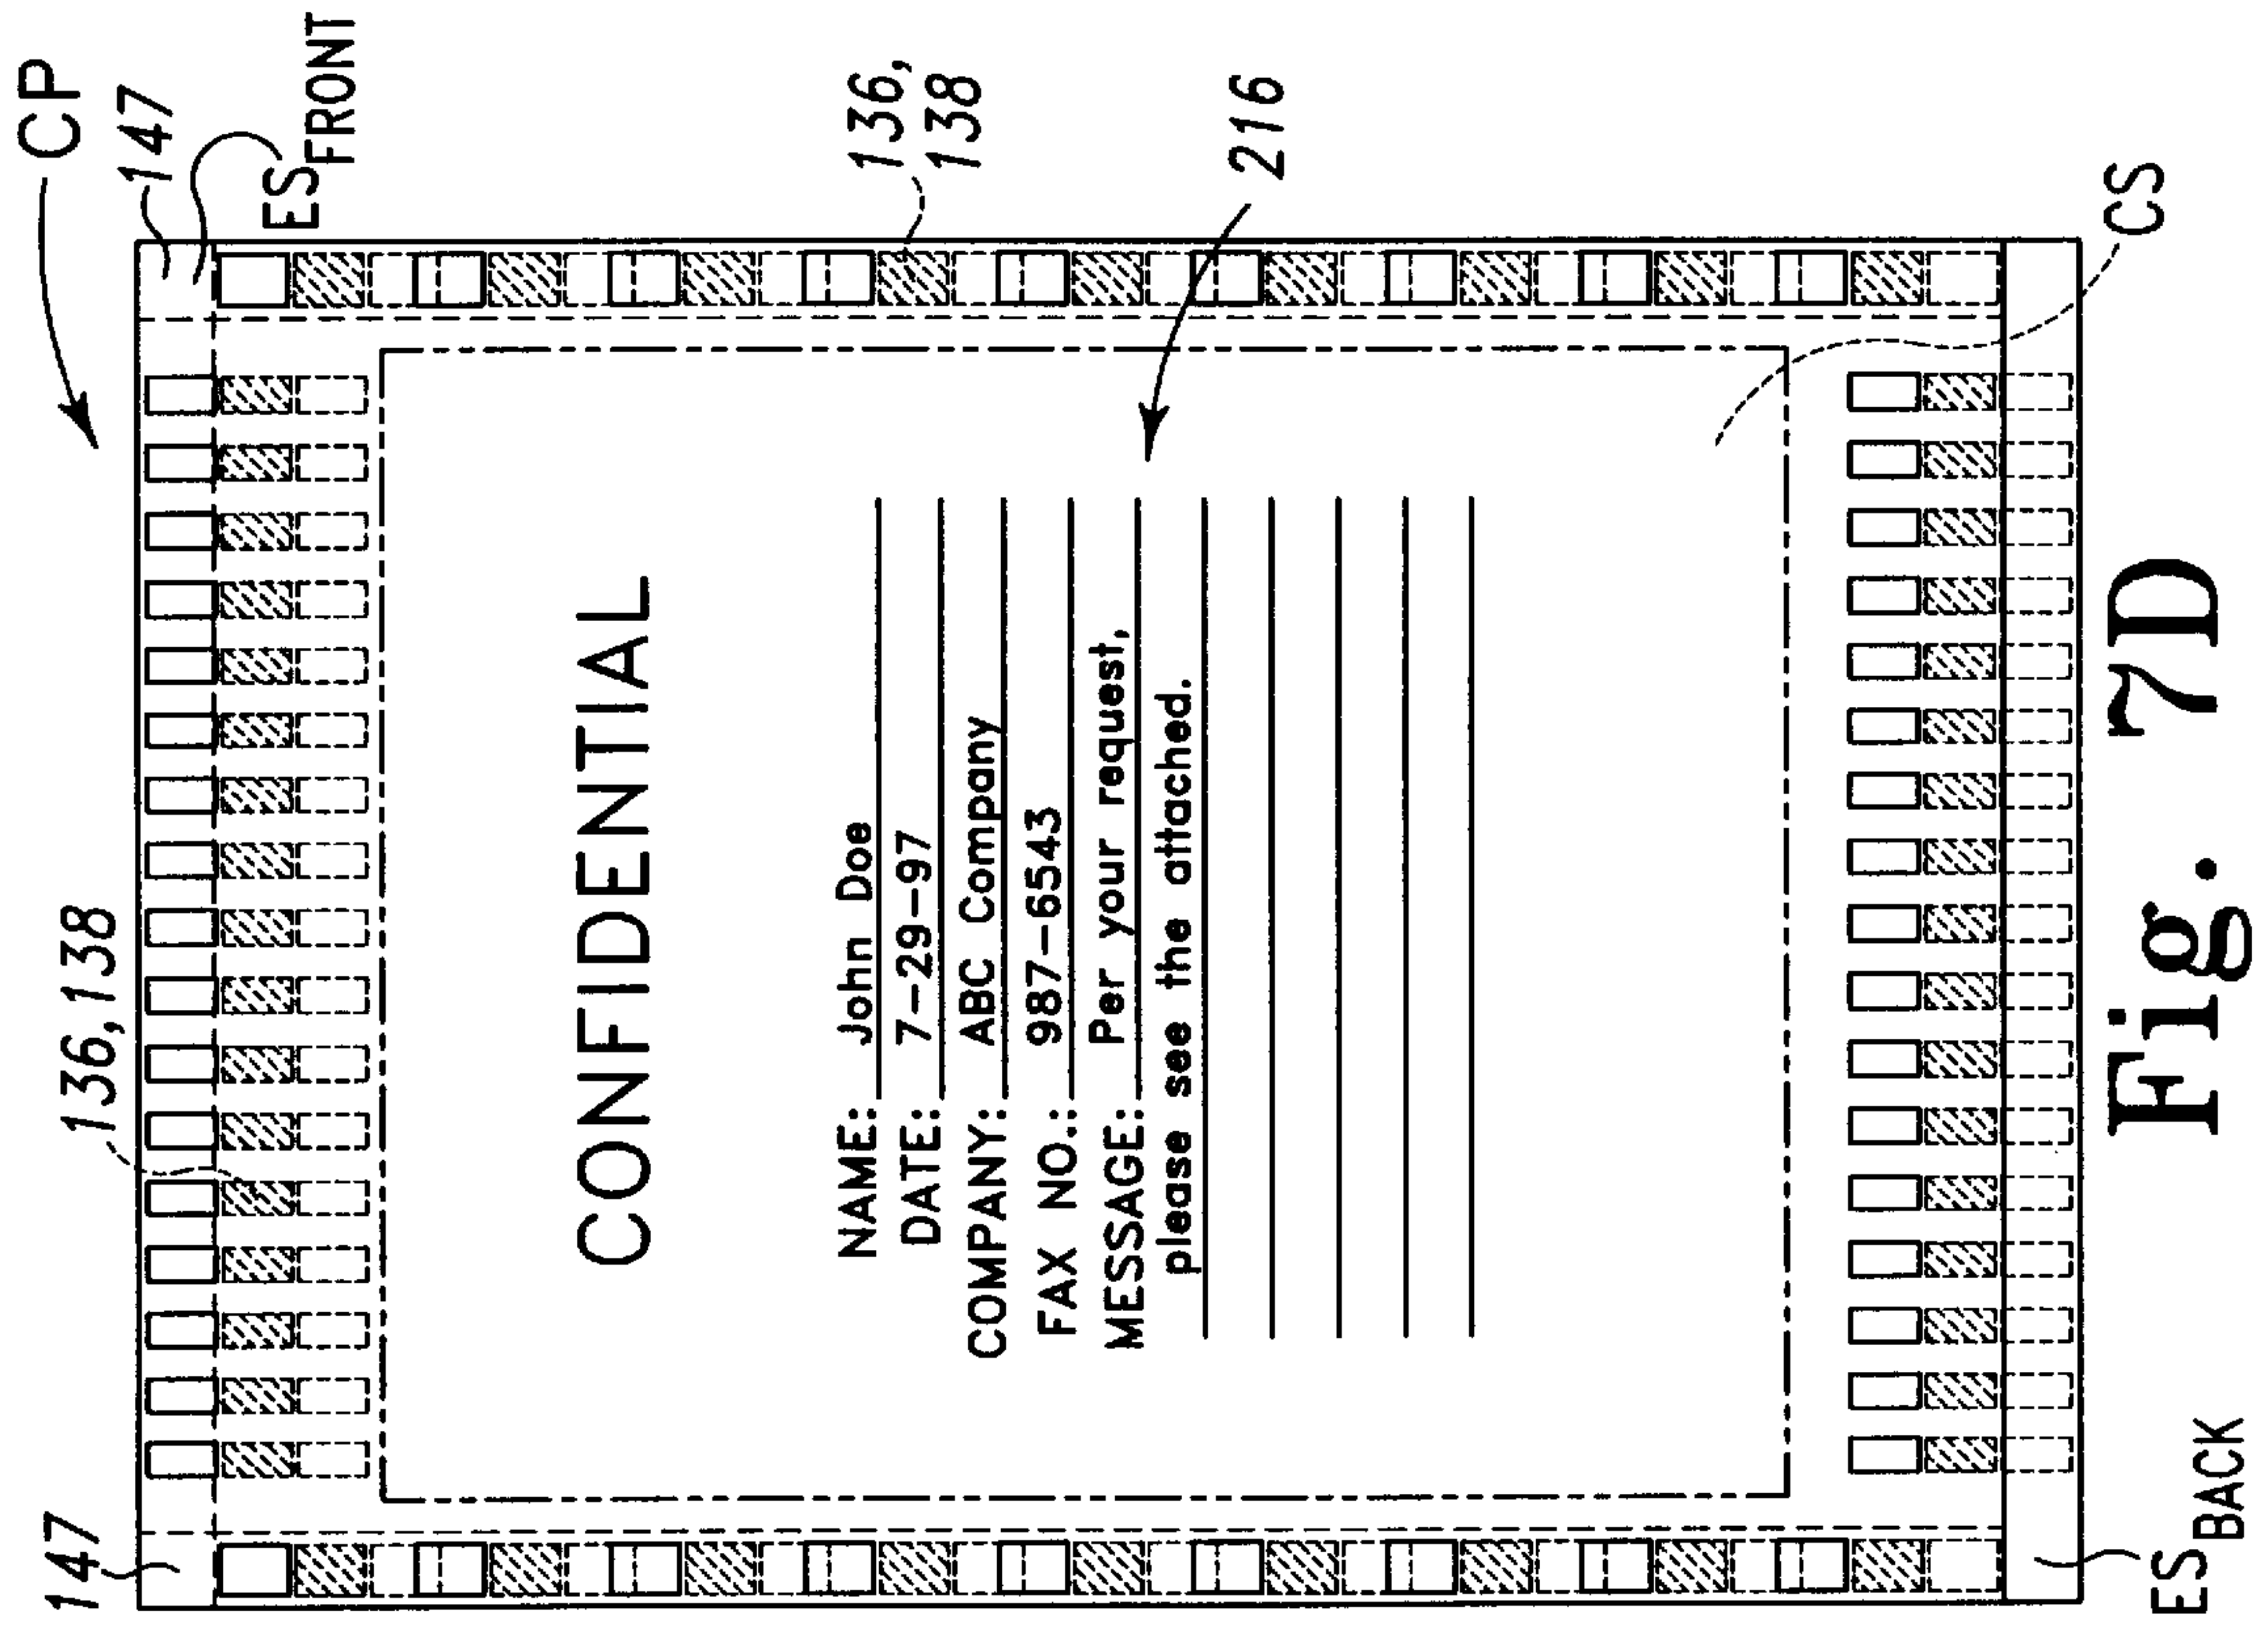 CP
147
ES FRONT
136,
138
216
CS
136,138
147
CONFIDENTIAL
NAME: John Doe
DATE: 7-29-97
COMPANY: ABC Company
FAX NO.: 987-6543
MESSAGE: Per your request,
please see the attached.
ES BACK
Fig. 7D